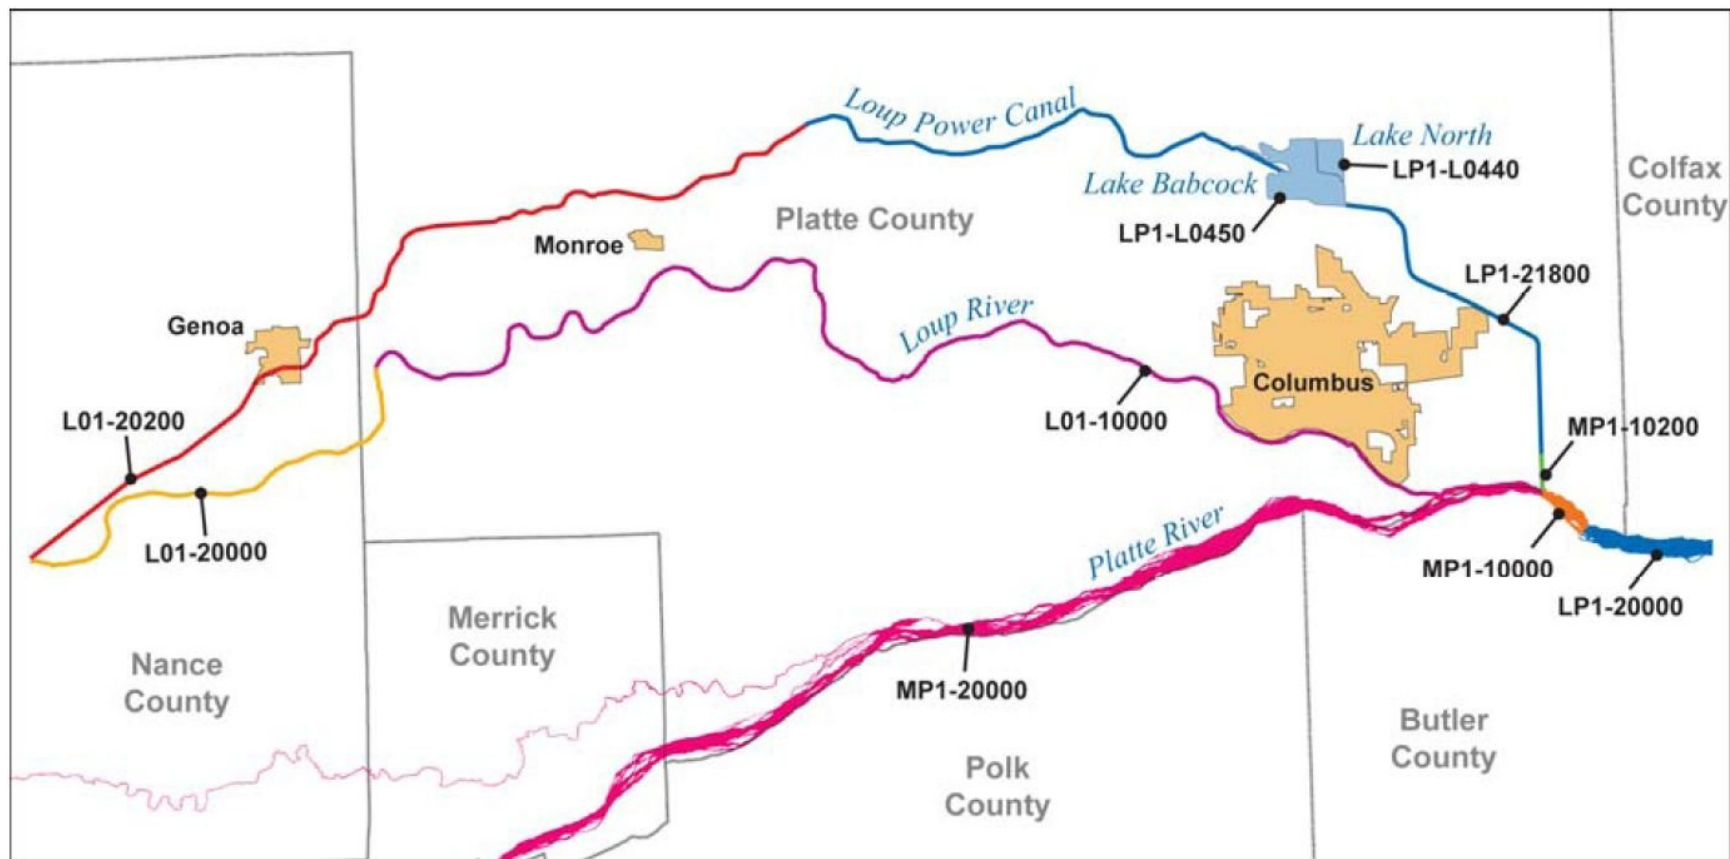 Loup Power Canal
Lake North
LP1-L0440
Colfax
County
Lake Babcock
LP1-L0450
Platte County
Monroe
LP1-21800
Genoa
Loup River
Columbus
L01-20200
L01-10000
MP1-10200
L01-20000
Platte River
MP1-10000
LP1-20000
Merrick
County
Nance
County
MP1-20000
Butler
County
Polk
County